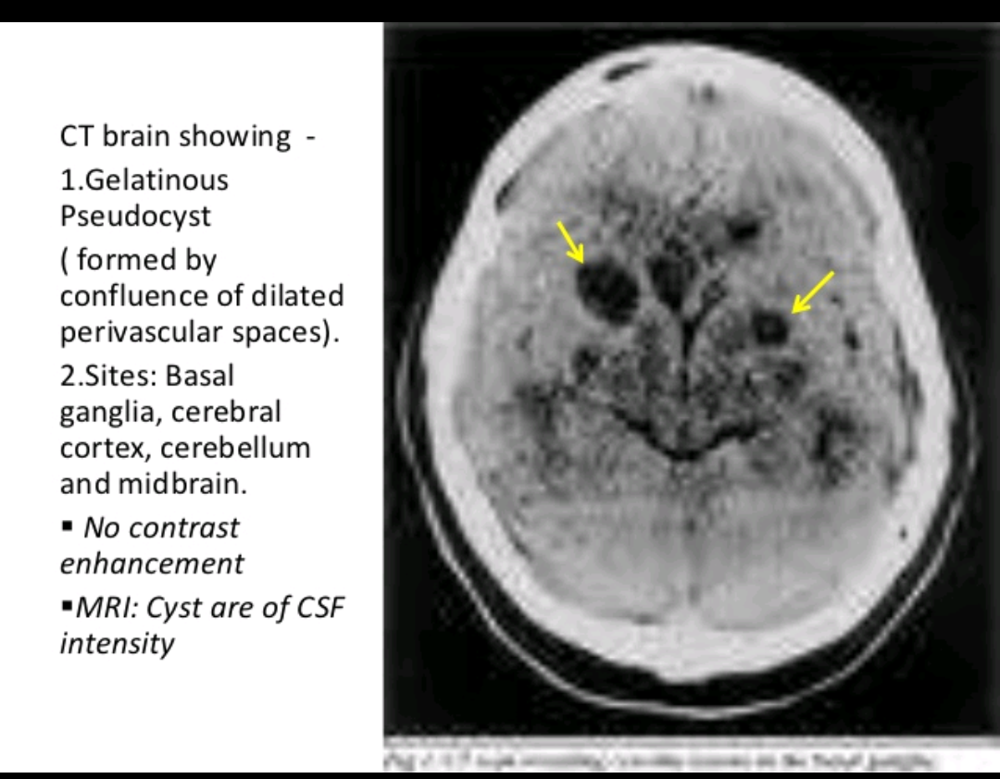 CT brain showing -
1.Gelatinous
Pseudocyst
( formed by
confluence of dilated
perivascular spaces).
2.Sites: Basal
ganglia, cerebral
cortex, cerebellum
and midbrain.
▪ No contrast
enhancement
▪MRI: Cyst are of CSF
intensity